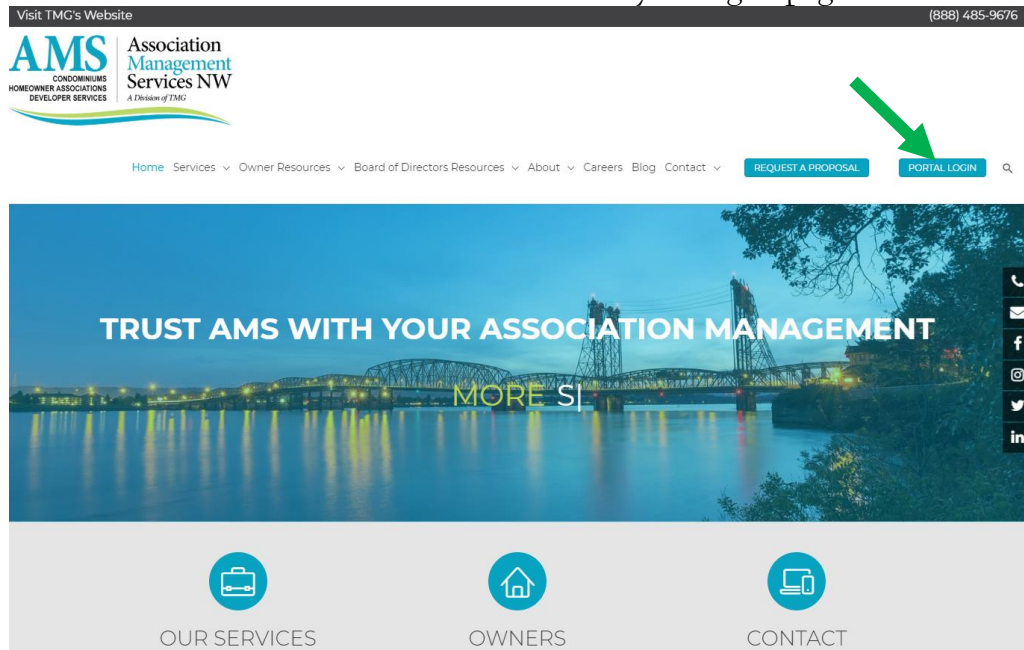 Visit TMG's Website
(888) 485-9676
AMS
CONDOMINIUMS
HOMEOWNER ASSOCIATIONS
DEVELOPER SERVICES
Association
Management
Services NW
A Division of TMG
Home Services Owner Resources Board of Directors Resources About Careers Blog Contact REQUEST A PROPOSAL PORTAL LOGIN
TRUST AMS WITH YOUR ASSOCIATION MANAGEMENT
MORE S|
OUR SERVICES OWNERS CONTACT